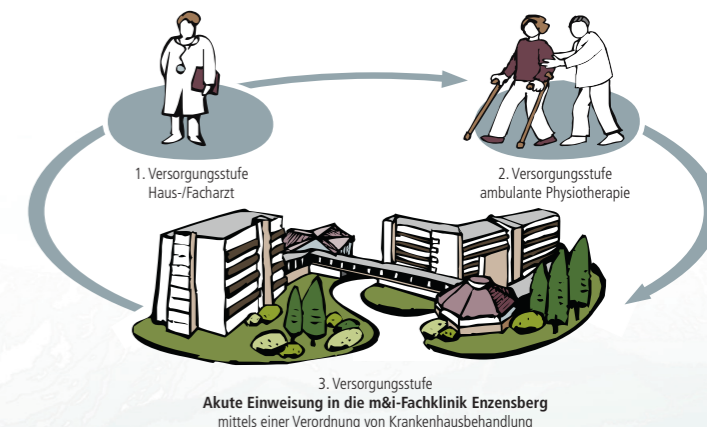 1. Versorgungsstufe
Haus-/Facharzt
2. Versorgungsstufe
ambulante Physiotherapie
3. Versorgungsstufe
Akute Einweisung in die m&i-Fachklinik Enzensberg
mittels einer Verordnung von Krankenhausbehandlung